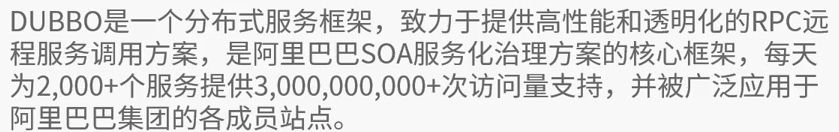 DUBBO是一个分布式服务框架，致力于提供高性能和透明化的RPC远
程服务调用方案，是阿里巴巴SOA服务化治理方案的核心框架，每天
为2,000+个服务提供3,000,000,000+次访问量支持，并被广泛应用于
阿里巴巴集团的各成员站点。